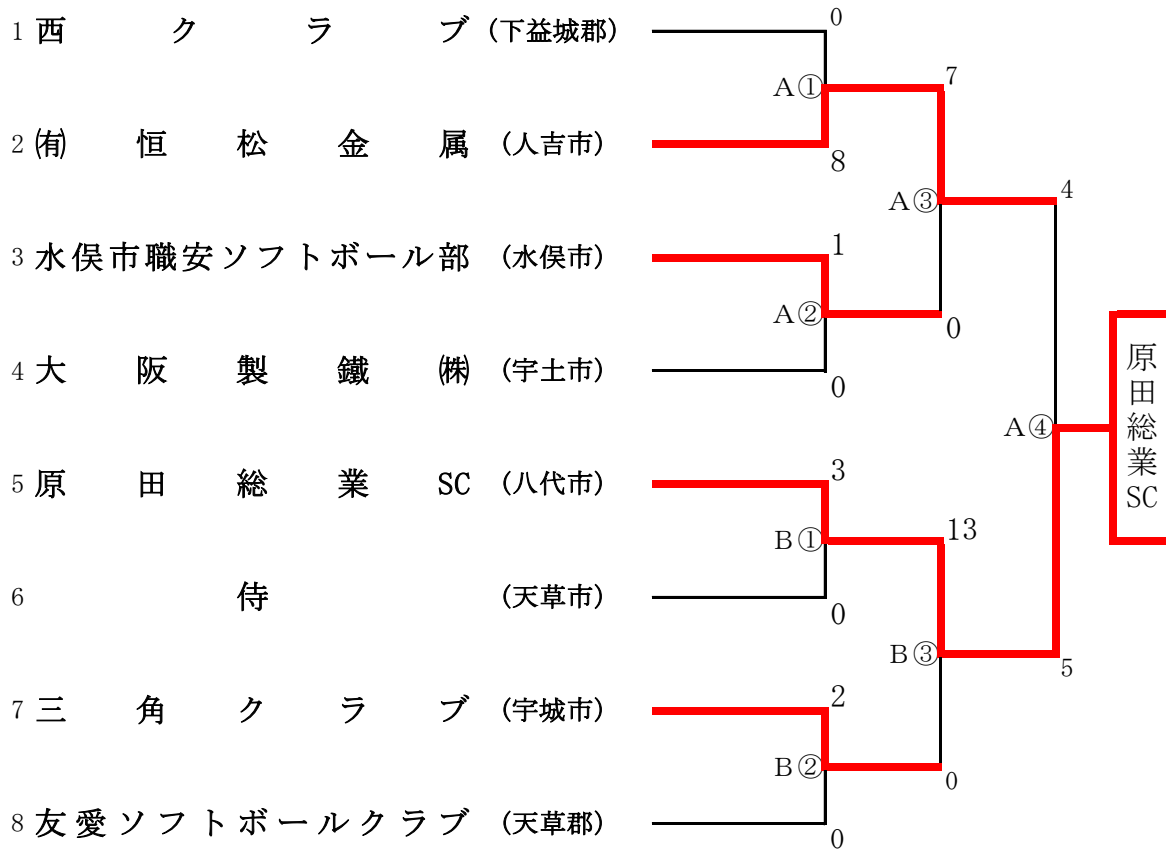 1 西クラブ (下益城郡)
2 ㈲恒松金属 (人吉市)
3 水俣市職安ソフトボール部 (水俣市)
4 大阪製鐵㈱ (宇土市)
5 原田総業SC (八代市)
6 侍 (天草市)
7 三角クラブ (宇城市)
8 友愛ソフトボールクラブ (天草郡)
0
A①
8
1
A②
0
3
B①
0
2
B②
0
7
A③
0
13
B③
0
4
A④
5
原田総業SC